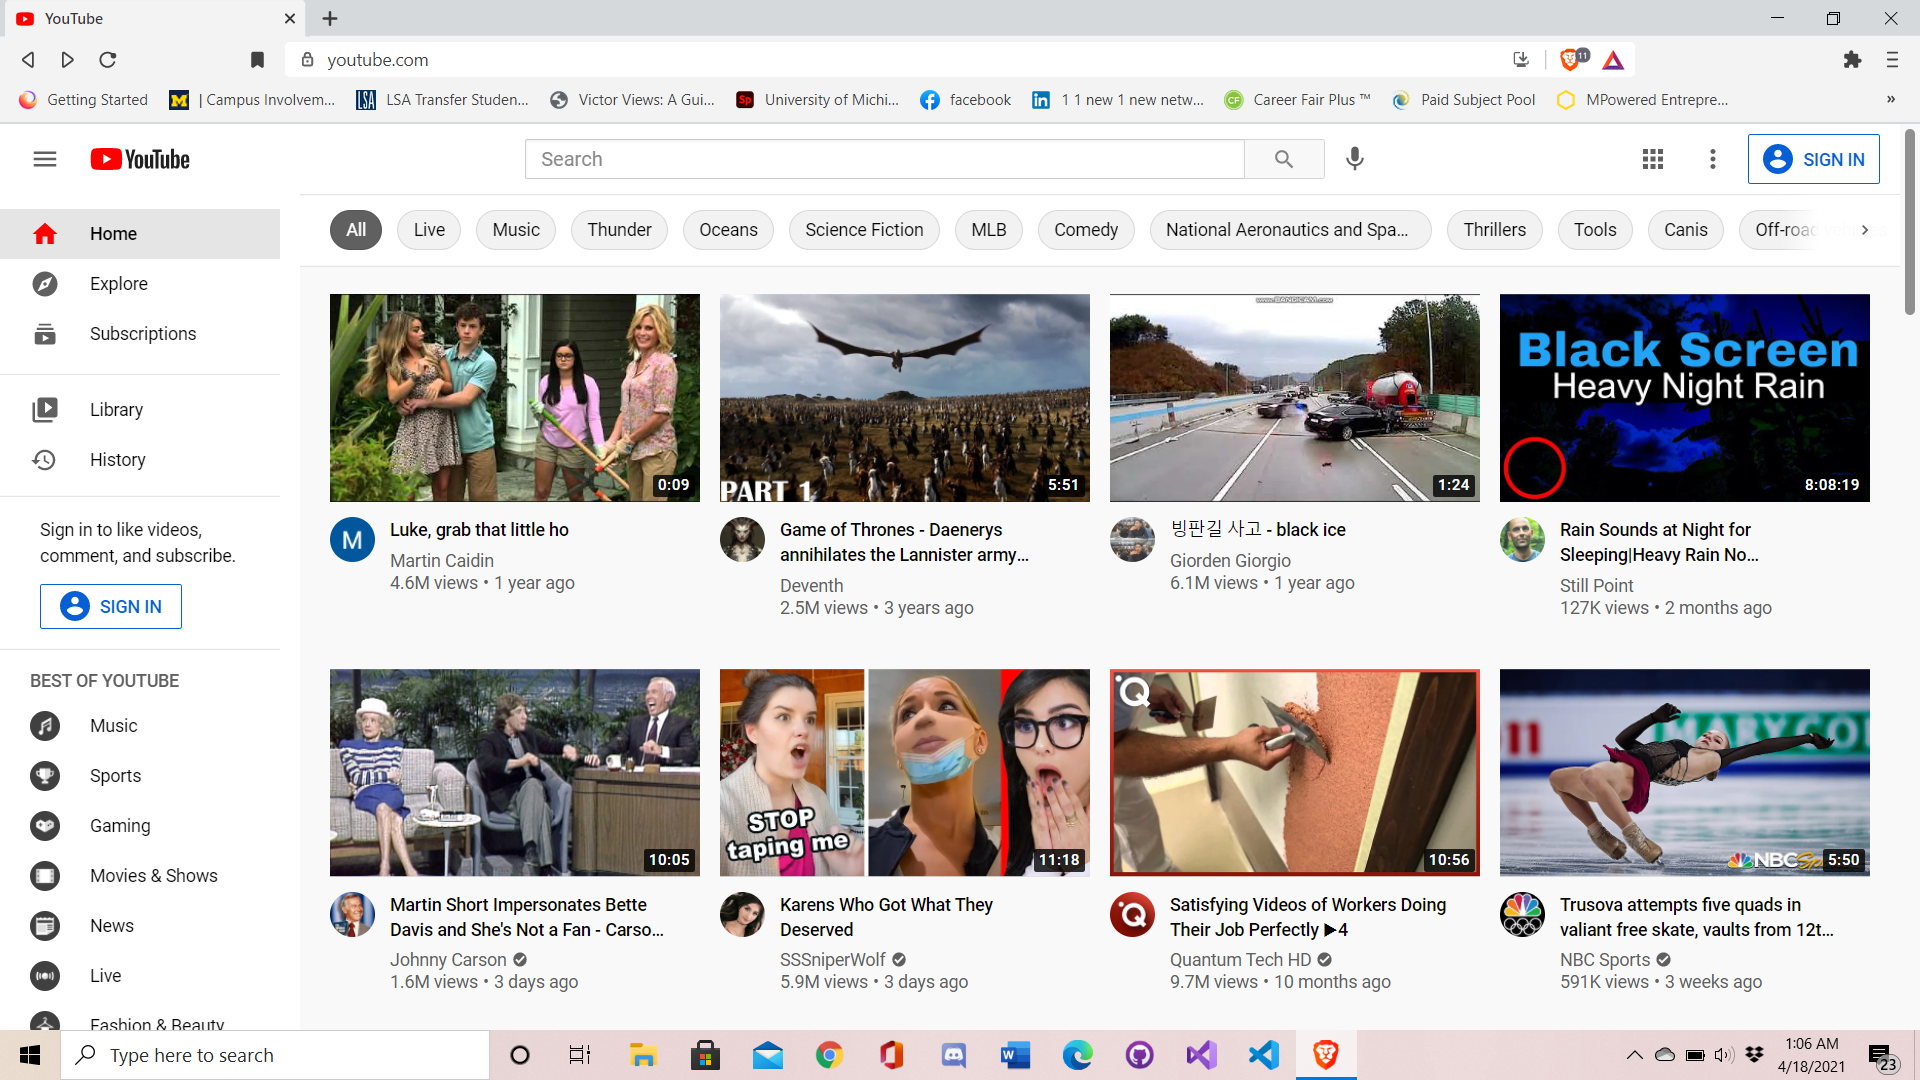 YouTube
youtube.com
11
Getting Started
| Campus Involvem...
LSA Transfer Studen...
Victor Views: A Gui...
University of Michi...
facebook
1 1 new 1 new netw...
Career Fair Plus ™
Paid Subject Pool
MPowered Entrepre...
»
YouTube
Search
SIGN IN
All
Live
Music
Thunder
Oceans
Science Fiction
MLB
Comedy
National Aeronautics and Spa...
Thrillers
Tools
Canis
Off-road
Home
Explore
Subscriptions
Library
History
Sign in to like videos,
comment, and subscribe.
SIGN IN
BEST OF YOUTUBE
Music
Sports
Gaming
Movies & Shows
News
Live
Fashion & Beauty
0:09
M
Luke, grab that little ho
Martin Caidin
4.6M views • 1 year ago
PART 1
5:51
Game of Thrones - Daenerys
annihilates the Lannister army...
Deventh
2.5M views • 3 years ago
www.BANDICAM.com
1:24
빙판길 사고 - black ice
Giorden Giorgio
6.1M views • 1 year ago
Black Screen
Heavy Night Rain
8:08:19
Rain Sounds at Night for
Sleeping|Heavy Rain No...
Still Point
127K views • 2 months ago
10:05
Martin Short Impersonates Bette
Davis and She's Not a Fan - Carso...
Johnny Carson
1.6M views • 3 days ago
STOP
taping me
11:18
Karens Who Got What They
Deserved
SSSniperWolf
5.9M views • 3 days ago
Q
10:56
Satisfying Videos of Workers Doing
Their Job Perfectly ▶4
Quantum Tech HD
9.7M views • 10 months ago
NBC Sp
5:50
Trusova attempts five quads in
valiant free skate, vaults from 12t...
NBC Sports
591K views • 3 weeks ago
Type here to search
1:06 AM
4/18/2021
23